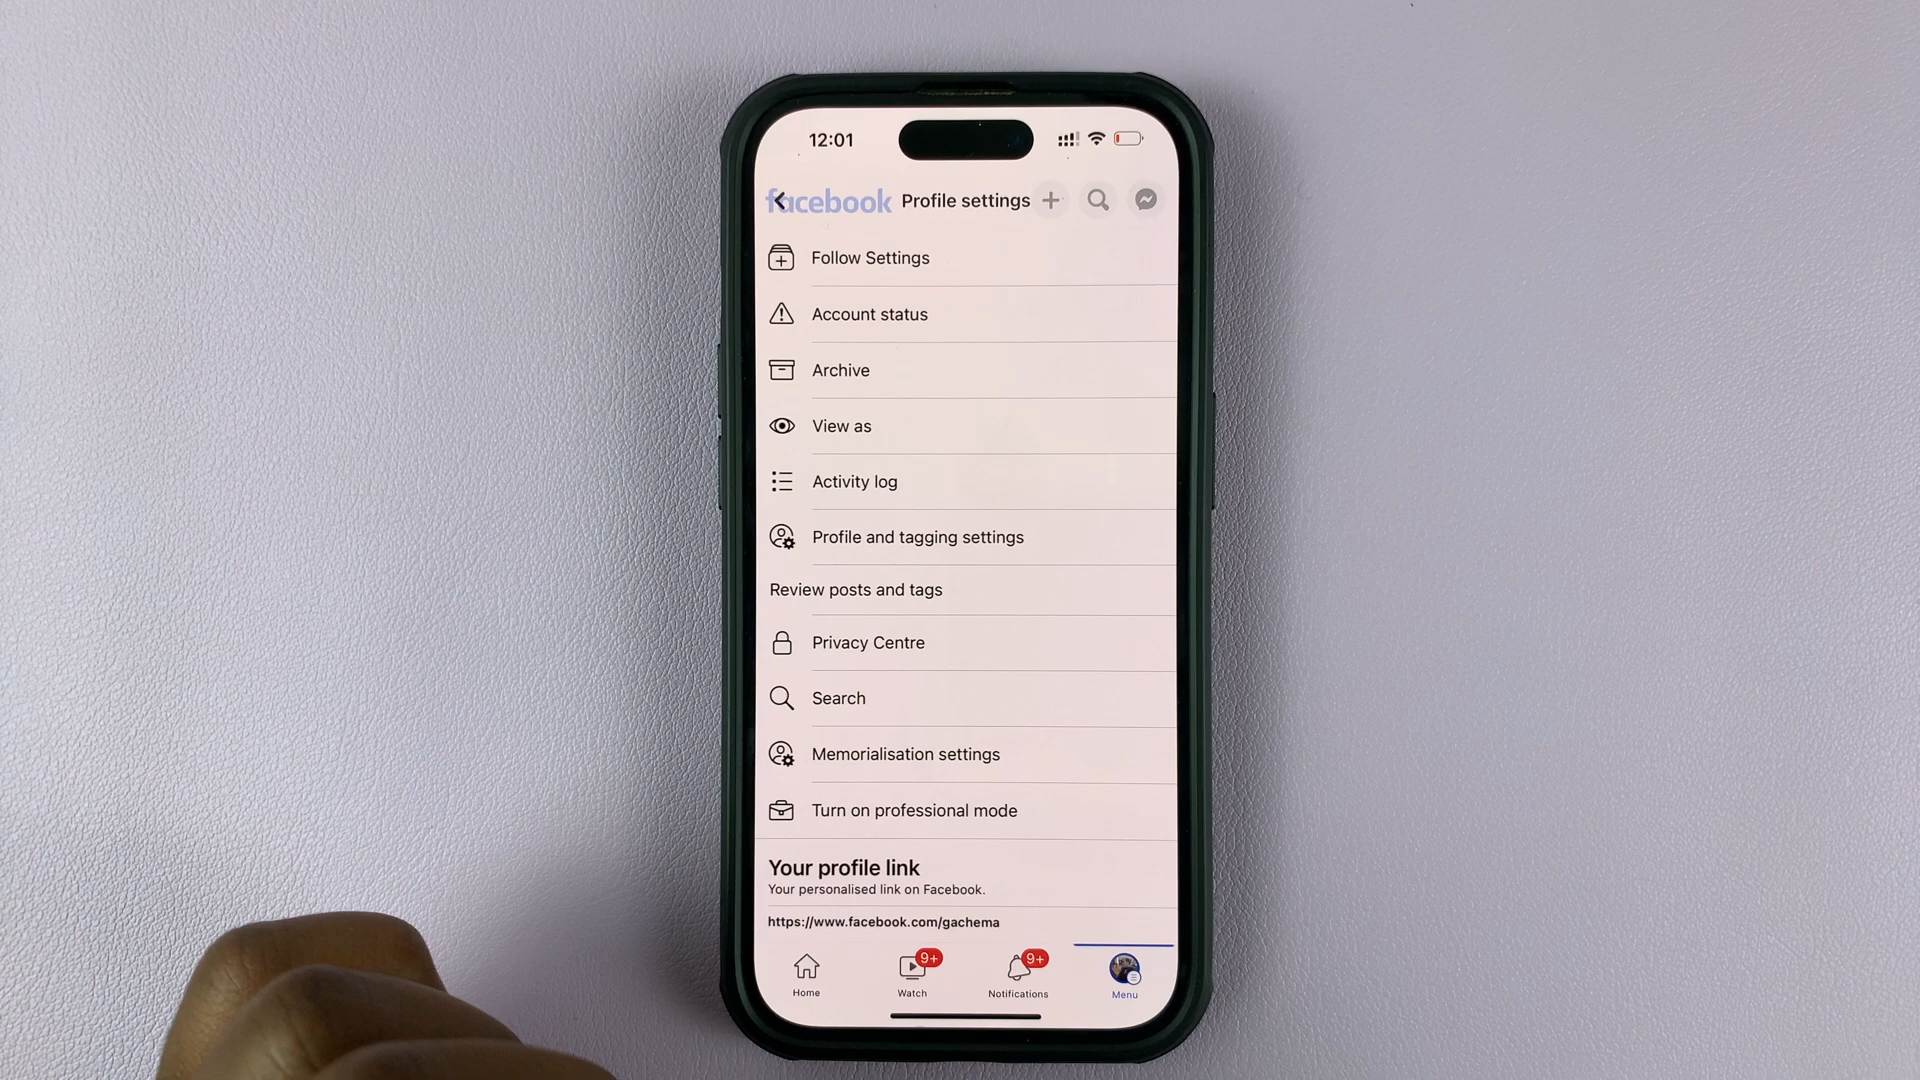 12:01
facebook Profile settings
Follow Settings
Account status
Archive
View as
Activity log
Profile and tagging settings
Review posts and tags
Privacy Centre
Search
Memorialisation settings
Turn on professional mode
Your profile link
Your personalised link on Facebook.
https://www.facebook.com/gachema
9+ 9+
Home Watch Notifications Menu